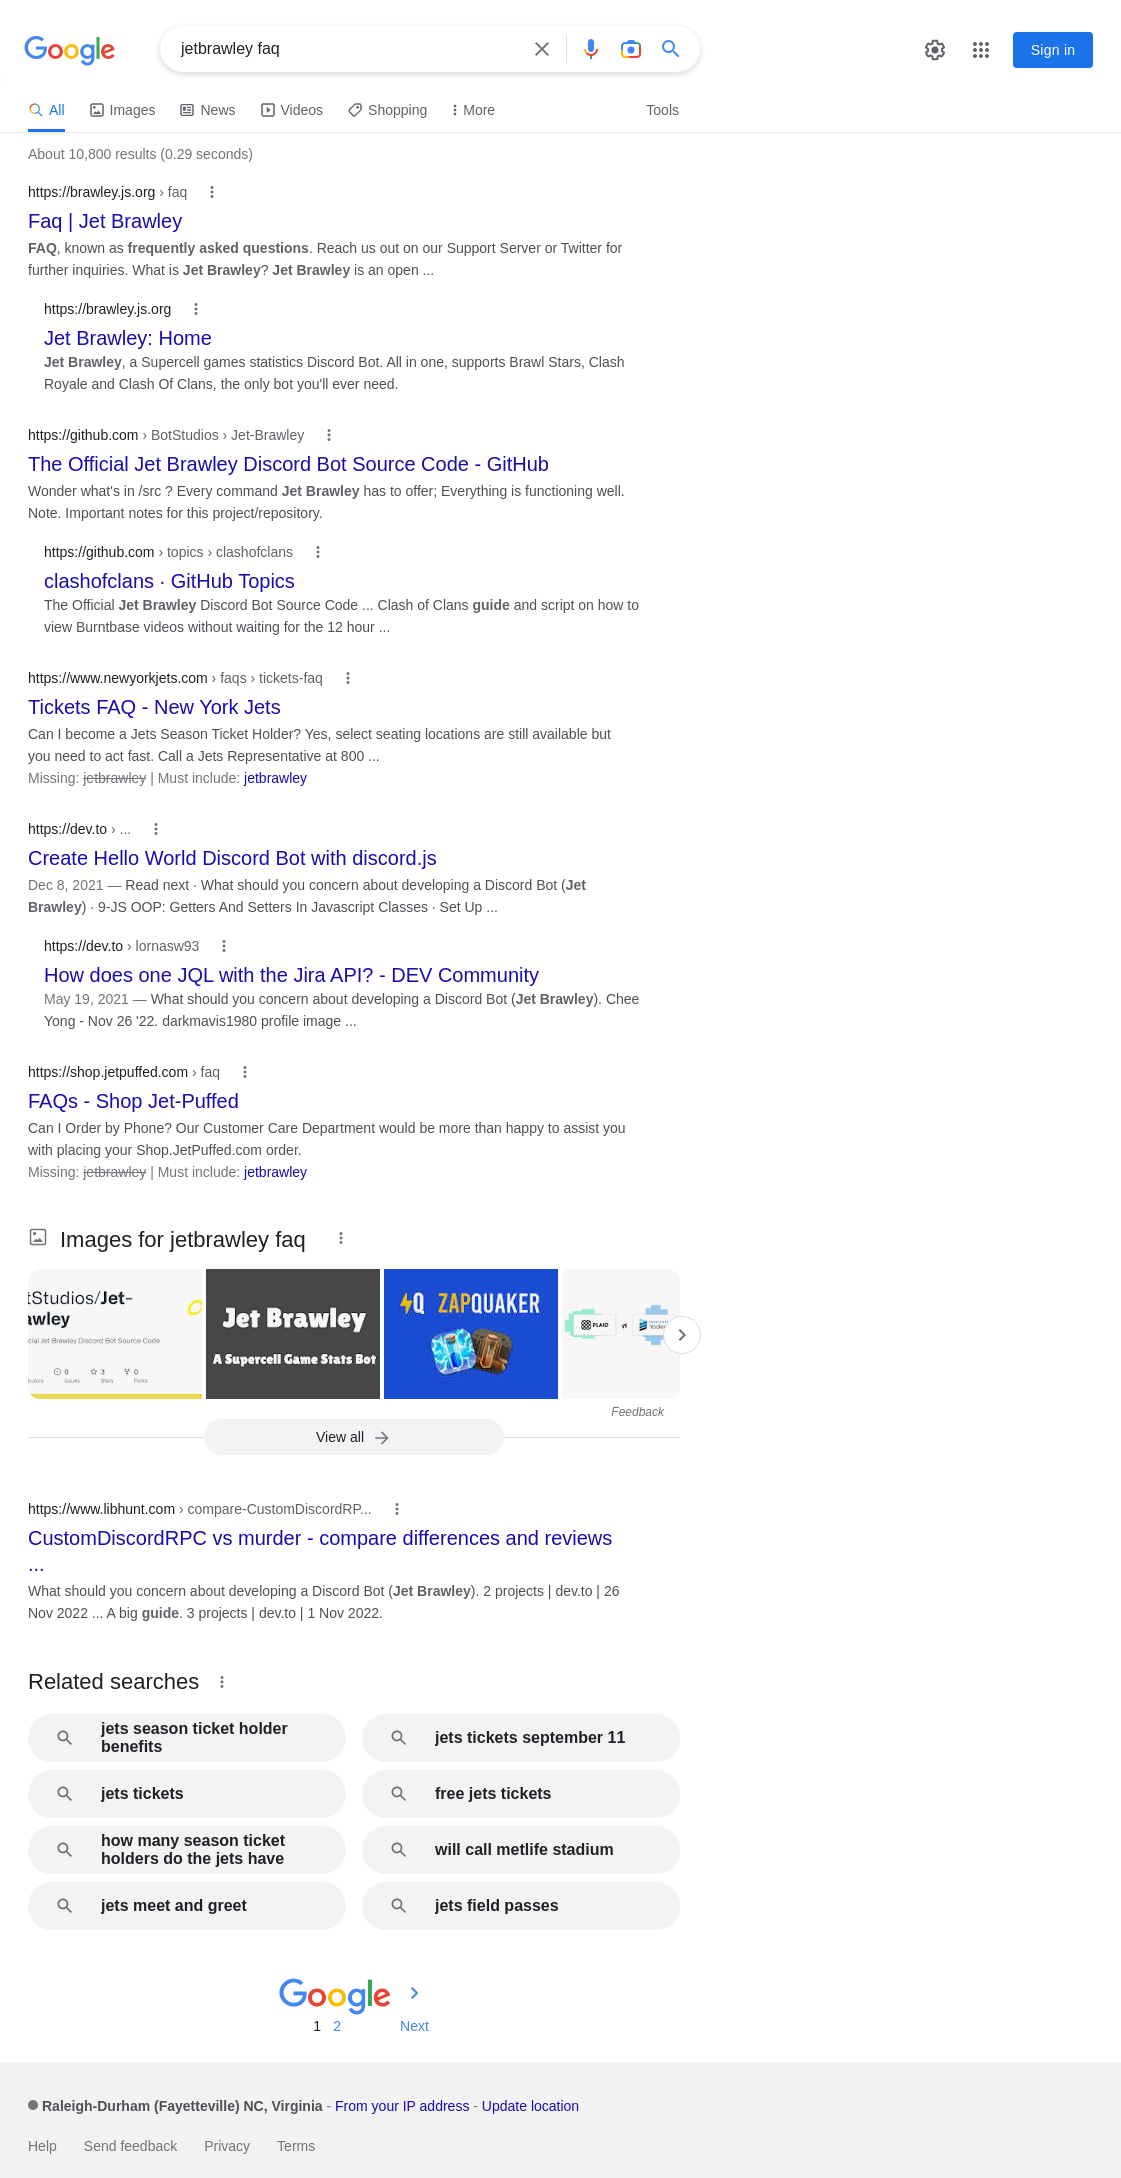 Google
jetbrawley faq
Sign in
All
Images
News
Videos
Shopping
More
Tools
About 10,800 results (0.29 seconds)
https://brawley.js.org › faq
Faq | Jet Brawley
FAQ, known as frequently asked questions. Reach us out on our Support Server or Twitter for
further inquiries. What is Jet Brawley? Jet Brawley is an open ...
https://brawley.js.org
Jet Brawley: Home
Jet Brawley, a Supercell games statistics Discord Bot. All in one, supports Brawl Stars, Clash
Royale and Clash Of Clans, the only bot you'll ever need.
https://github.com › BotStudios › Jet-Brawley
The Official Jet Brawley Discord Bot Source Code - GitHub
Wonder what's in /src ? Every command Jet Brawley has to offer; Everything is functioning well.
Note. Important notes for this project/repository.
https://github.com › topics › clashofclans
clashofclans · GitHub Topics
The Official Jet Brawley Discord Bot Source Code ... Clash of Clans guide and script on how to
view Burntbase videos without waiting for the 12 hour ...
https://www.newyorkjets.com › faqs › tickets-faq
Tickets FAQ - New York Jets
Can I become a Jets Season Ticket Holder? Yes, select seating locations are still available but
you need to act fast. Call a Jets Representative at 800 ...
Missing: jetbrawley | Must include: jetbrawley
https://dev.to › ...
Create Hello World Discord Bot with discord.js
Dec 8, 2021 — Read next · What should you concern about developing a Discord Bot (Jet
Brawley) · 9-JS OOP: Getters And Setters In Javascript Classes · Set Up ...
https://dev.to › lornasw93
How does one JQL with the Jira API? - DEV Community
May 19, 2021 — What should you concern about developing a Discord Bot (Jet Brawley). Chee
Yong - Nov 26 '22. darkmavis1980 profile image ...
https://shop.jetpuffed.com › faq
FAQs - Shop Jet-Puffed
Can I Order by Phone? Our Customer Care Department would be more than happy to assist you
with placing your Shop.JetPuffed.com order.
Missing: jetbrawley | Must include: jetbrawley
Images for jetbrawley faq
tStudios/Jet-
awley
cial Jet Brawley Discord Bot Source Code
0 3 0
butors Issues Stars Forks
Jet Brawley
A Supercell Game Stats Bot
Q ZAPQUAKER
PLAID vs Yodlee
Feedback
View all
https://www.libhunt.com › compare-CustomDiscordRP...
CustomDiscordRPC vs murder - compare differences and reviews
...
What should you concern about developing a Discord Bot (Jet Brawley). 2 projects | dev.to | 26
Nov 2022 ... A big guide. 3 projects | dev.to | 1 Nov 2022.
Related searches
jets season ticket holder
benefits
jets tickets september 11
jets tickets
free jets tickets
how many season ticket
holders do the jets have
will call metlife stadium
jets meet and greet
jets field passes
Google
1 2 Next
Raleigh-Durham (Fayetteville) NC, Virginia - From your IP address - Update location
Help Send feedback Privacy Terms